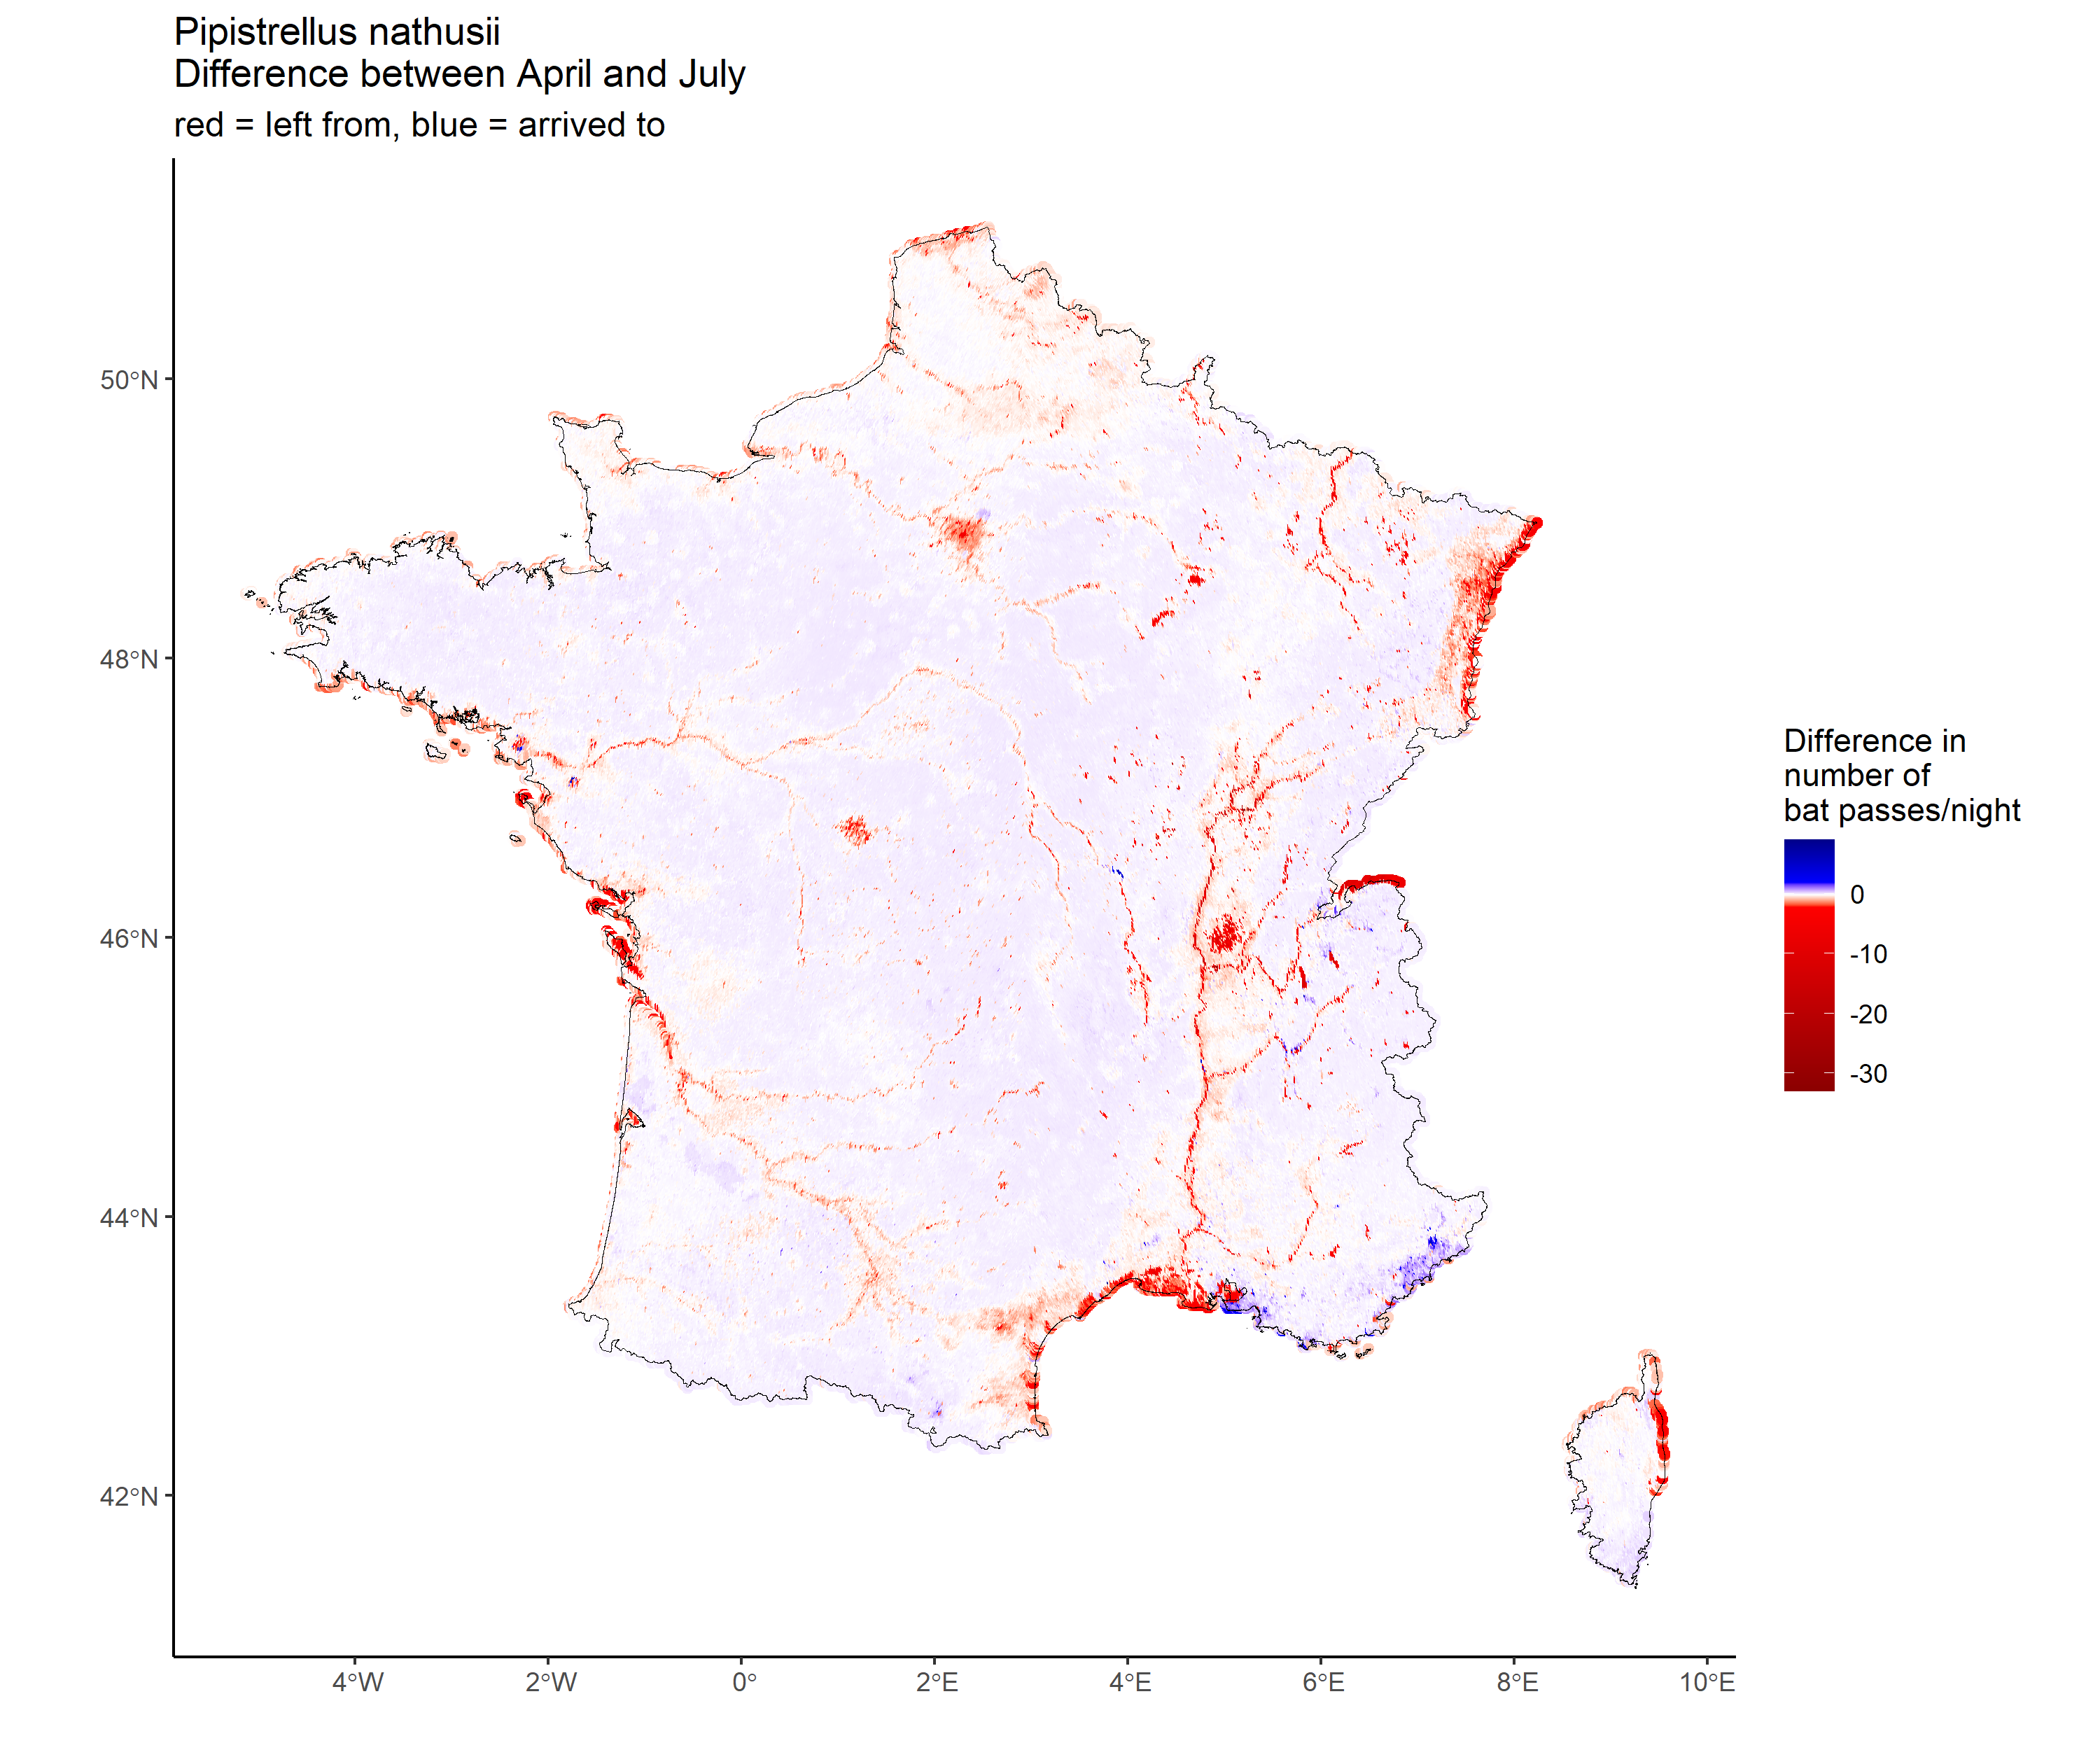 Pipistrellus nathusii
Difference between April and July
red = left from, blue = arrived to
50°N
48°N
46°N
44°N
42°N
4°W
2°W
0°
2°E
4°E
6°E
8°E
10°E
Difference in
number of
bat passes/night
0
-10
-20
-30